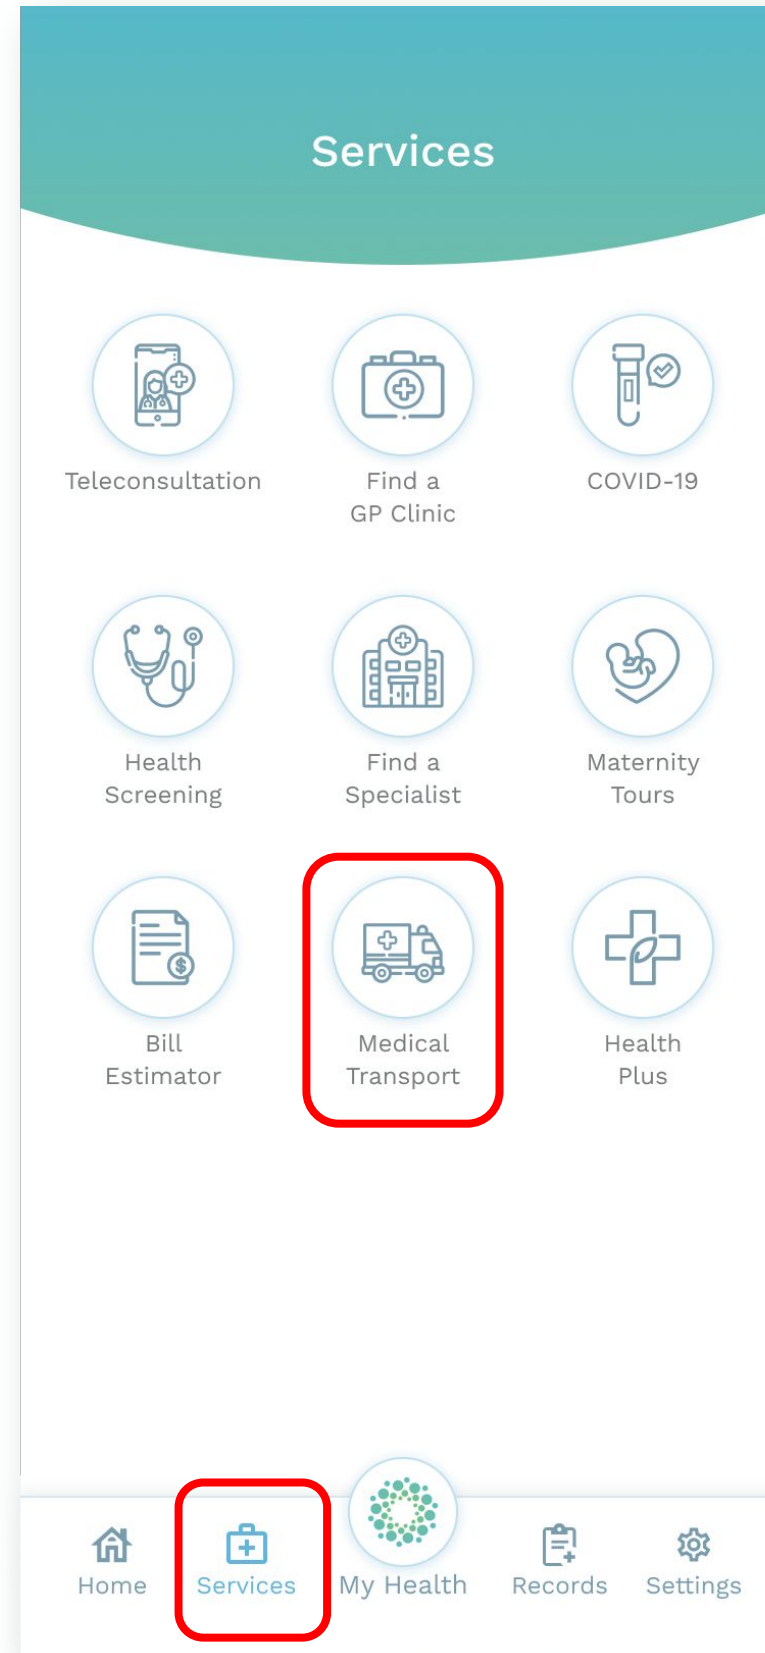 Services
Teleconsultation
Find a
GP Clinic
COVID-19
Health
Screening
Find a
Specialist
Maternity
Tours
Bill
Estimator
Medical
Transport
Health
Plus
Home
Services
My Health
Records
Settings